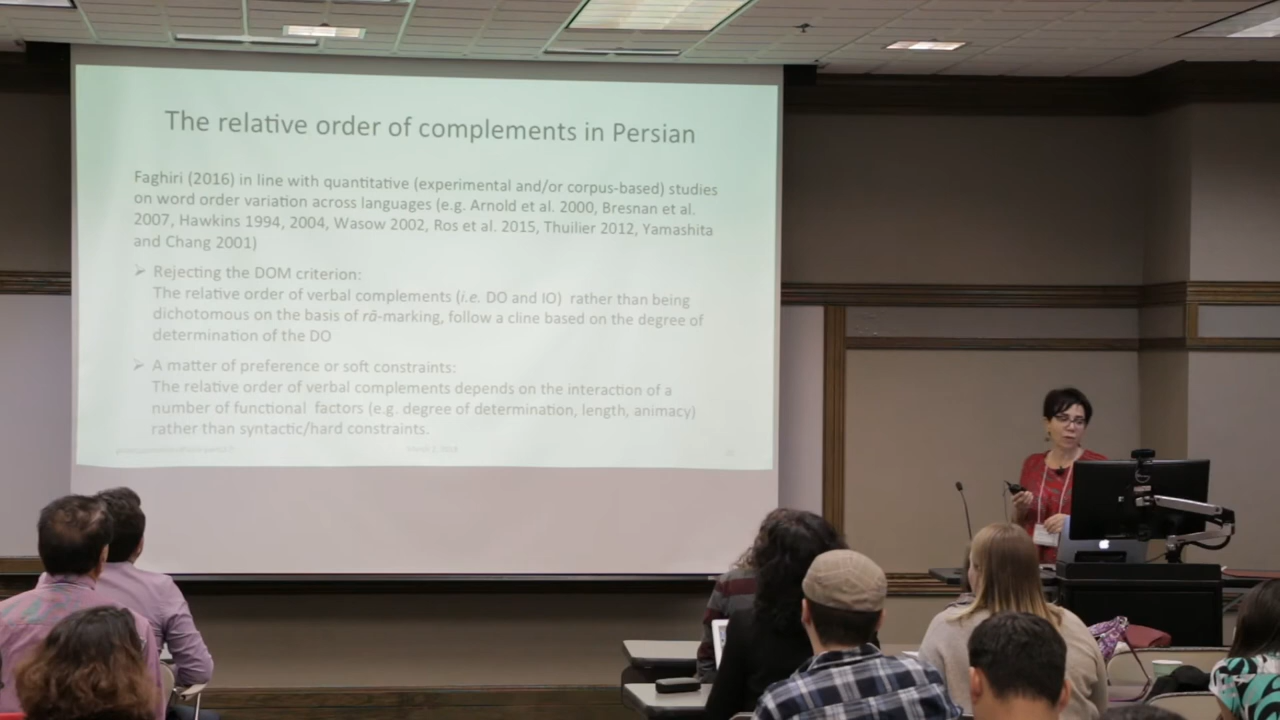 The relative order of complements in Persian
Faghiri (2016) in line with quantitative (experimental and/or corpus-based) studies
on word order variation across languages (e.g. Arnold et al. 2000, Bresnan et al.
2007, Hawkins 1994, 2004, Wasow 2002, Ros et al. 2015, Thuilier 2012, Yamashita
and Chang 2001)
➢ Rejecting the DOM criterion:
The relative order of verbal complements (i.e. DO and IO) rather than being
dichotomous on the basis of rā-marking, follow a cline based on the degree of
determination of the DO
➢ A matter of preference or soft constraints:
The relative order of verbal complements depends on the interaction of a
number of functional factors (e.g. degree of determination, length, animacy)
rather than syntactic/hard constraints.